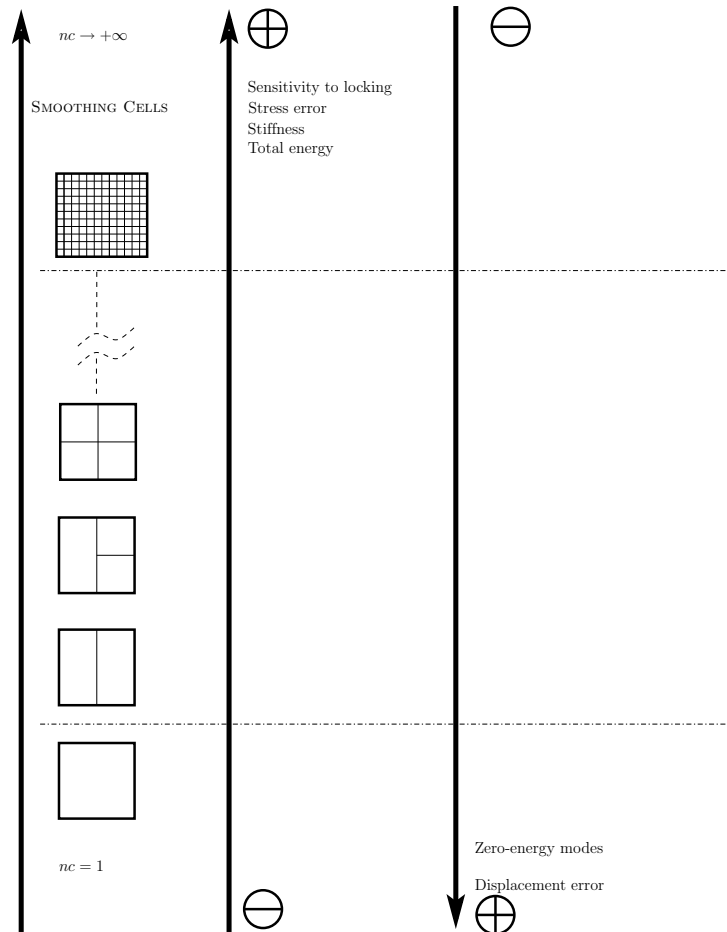 nc → +∞
Smoothing Cells
Sensitivity to locking
Stress error
Stiffness
Total energy
nc = 1
Zero-energy modes
Displacement error